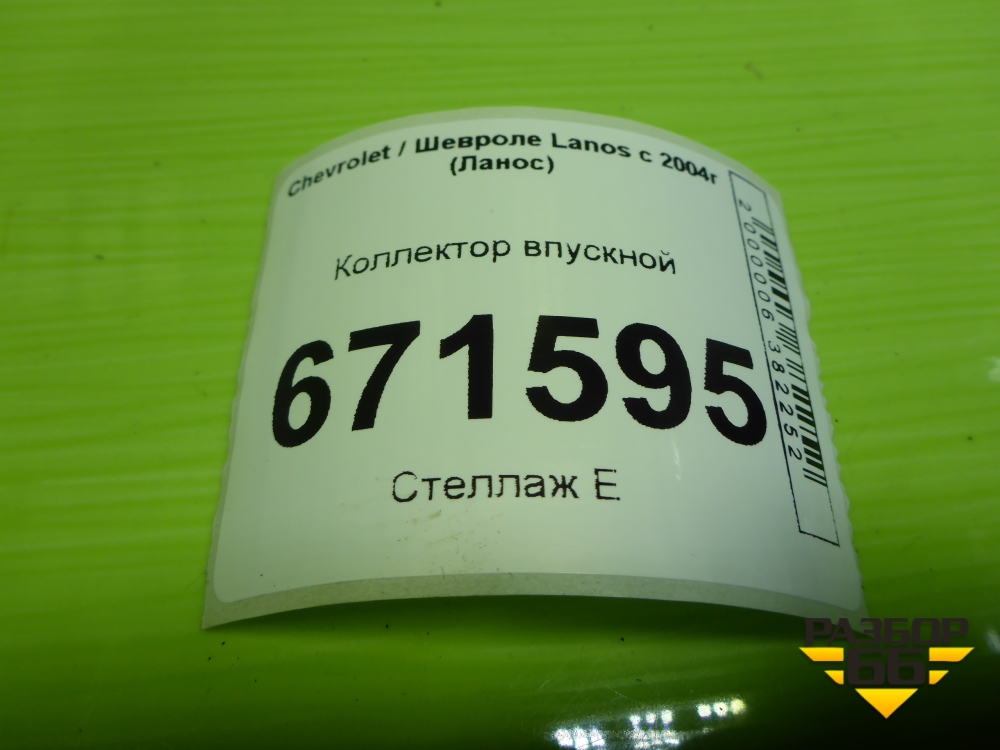 Chevrolet / Шевроле Lanos с 2004г
(Ланос)
Коллектор впускной
671595
Стеллаж Е
2000006382252
РАЗБОР
66